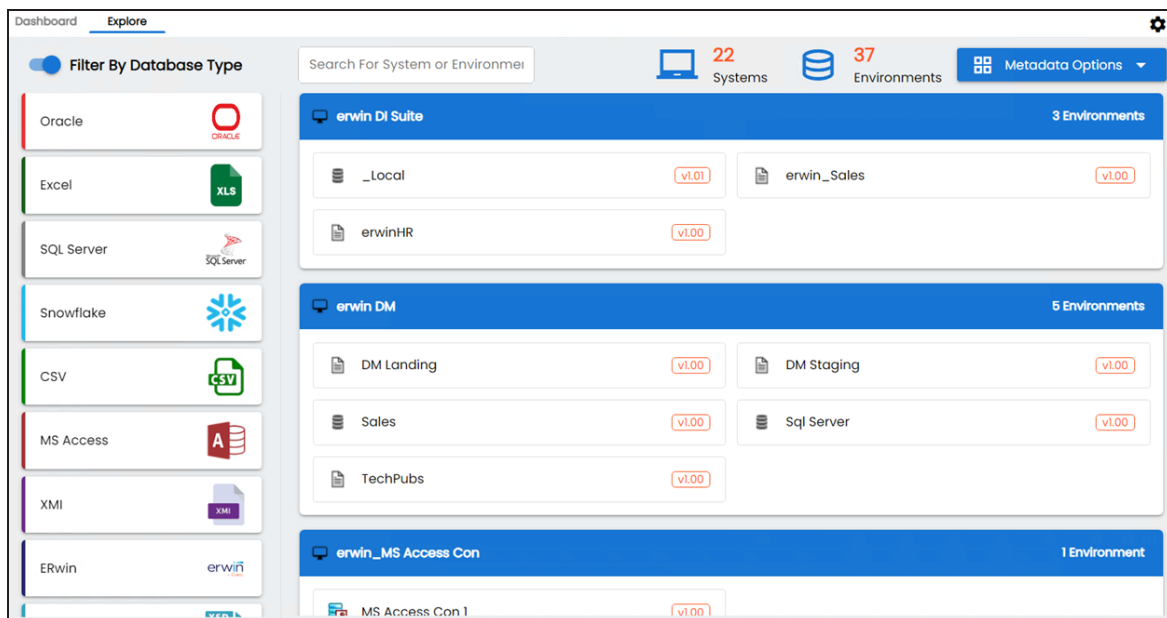 Dashboard Explore
Filter By Database Type
Search For System or Environmen
22
Systems
37
Environments
Metadata Options
Oracle
ORACLE
Excel
XLS
SQL Server
SQL Server
Snowflake
CSV
CSV
MS Access
A
XMI
XMI
ERwin
erwin
erwin DI Suite 3 Environments
_Local v1.01
erwin_Sales v1.00
erwinHR v1.00
erwin DM 5 Environments
DM Landing v1.00
DM Staging v1.00
Sales v1.00
Sql Server v1.00
TechPubs v1.00
erwin_MS Access Con 1 Environment
MS Access Con 1 v1.00